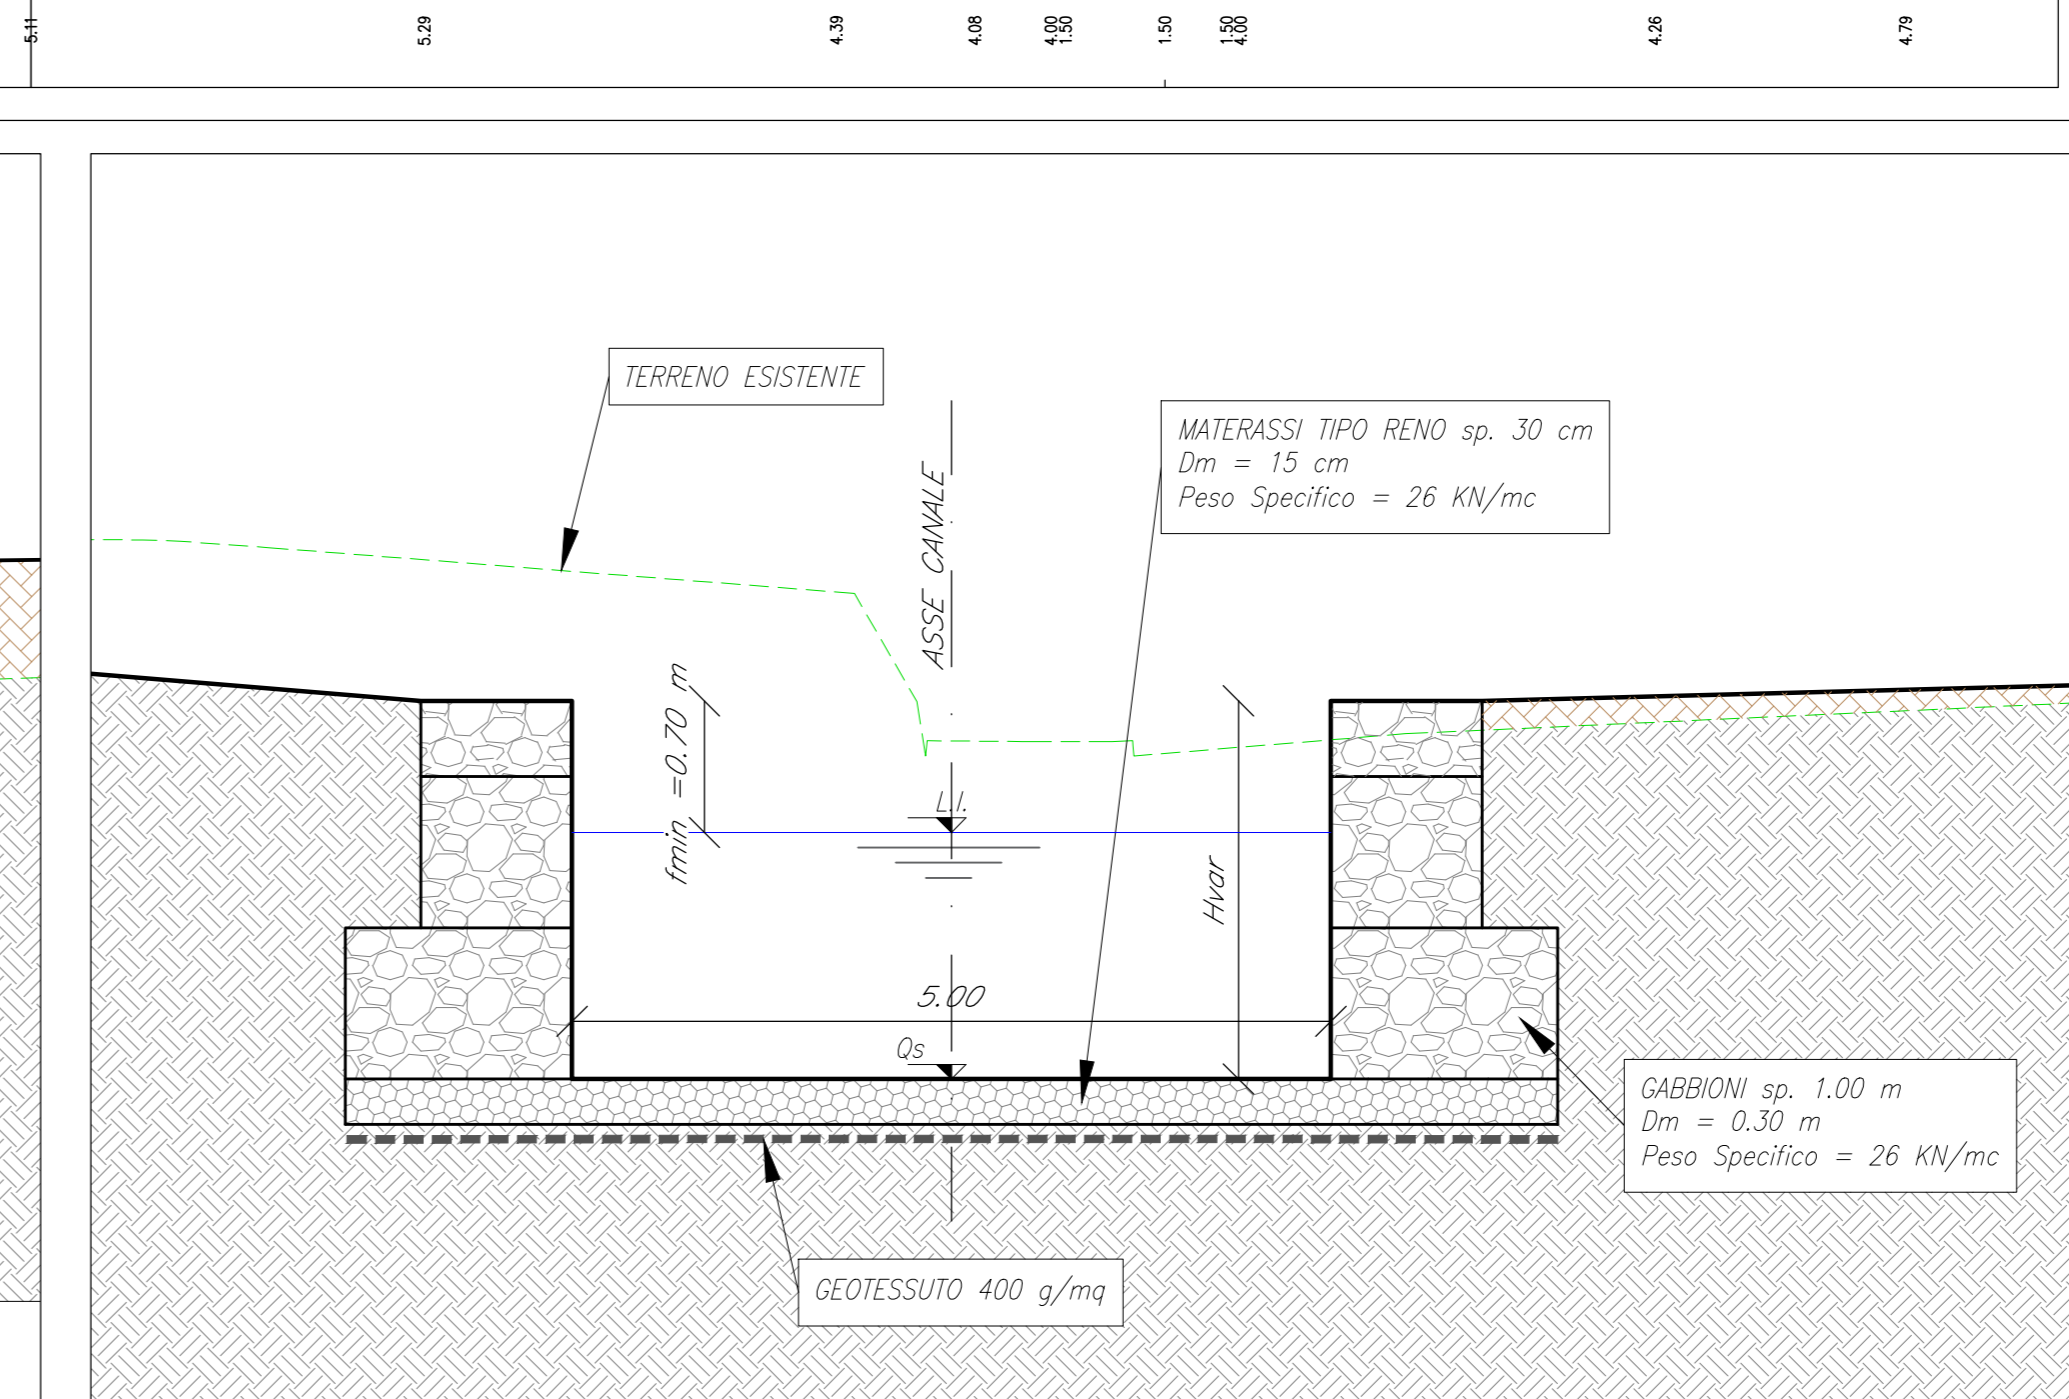 5.11
5.29
4.39
4.08
4.00
1.50
1.50
1.50
4.00
4.26
4.79
TERRENO ESISTENTE
ASSE CANALE
MATERASSI TIPO RENO sp. 30 cm
Dm = 15 cm
Peso Specifico = 26 KN/mc
fmin =0.70 m
L.I.
Hvar
5.00
Qs
GABBIONI sp. 1.00 m
Dm = 0.30 m
Peso Specifico = 26 KN/mc
GEOTESSUTO 400 g/mq